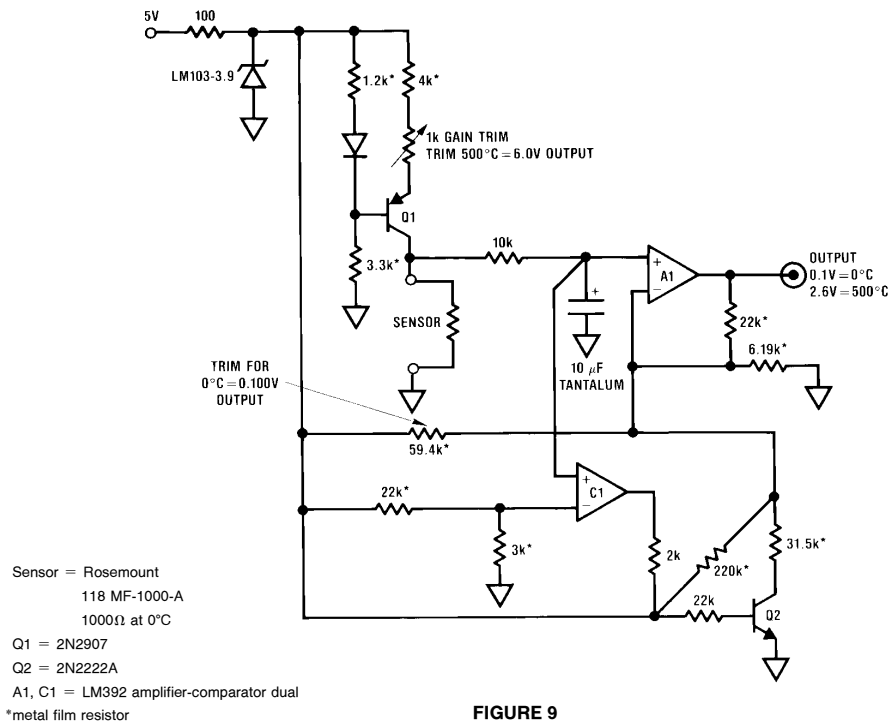 5V
100
LM103-3.9
1.2k*
4k*
1k GAIN TRIM
TRIM 500°C = 6.0V OUTPUT
Q1
3.3k*
10k
SENSOR
+
10 µF
TANTALUM
+
−
A1
OUTPUT
0.1V = 0°C
2.6V = 500°C
22k*
6.19k*
TRIM FOR
0°C = 0.100V
OUTPUT
59.4k*
22k*
3k*
+
−
C1
2k
220k*
31.5k*
22k
Q2
Sensor = Rosemount
118 MF-1000-A
1000Ω at 0°C
Q1 = 2N2907
Q2 = 2N2222A
A1, C1 = LM392 amplifier-comparator dual
*metal film resistor
FIGURE 9